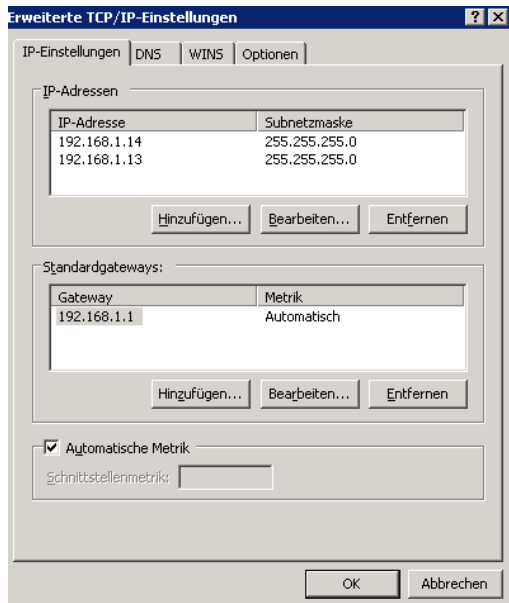 Erweiterte TCP/IP-Einstellungen
IP-Einstellungen DNS WINS Optionen
IP-Adressen
IP-Adresse Subnetzmaske
192.168.1.14 255.255.255.0
192.168.1.13 255.255.255.0
Hinzufügen... Bearbeiten... Entfernen
Standardgateways:
Gateway Metrik
192.168.1.1 Automatisch
Hinzufügen... Bearbeiten... Entfernen
Automatische Metrik
Schnittstellenmetrik:
OK Abbrechen